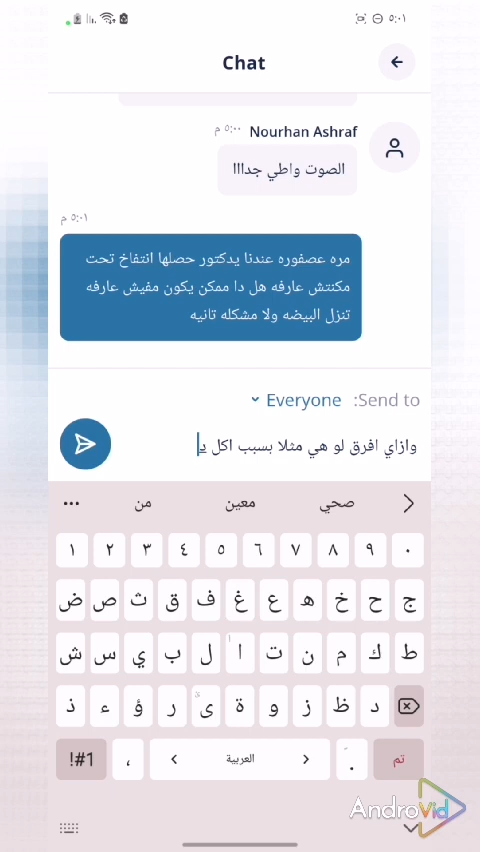 ٥:٠١
Chat
Nourhan Ashraf ٥:٠٠ م
الصوت واطي جدااا
٥:٠١ م
مره عصفوره عندنا يدكتور حصلها انتفاخ تحت
مكنتش عارفه هل دا ممكن يكون مفيش عارفه
تنزل البيضه ولا مشكله تانيه
Send to: Everyone
وازاي افرق لو هي مثلا بسبب اكل د
صحي معين من ...
١ ٢ ٣ ٤ ٥ ٦ ٧ ٨ ٩ ٠
ض ص ث ق ف غ ع ه خ ح ج
ش س ي ب ل ا ت ن م ك ط
ذ ء ؤ ر ى ة و ز ظ د
!#1 ، العربية . تم
AndroVid